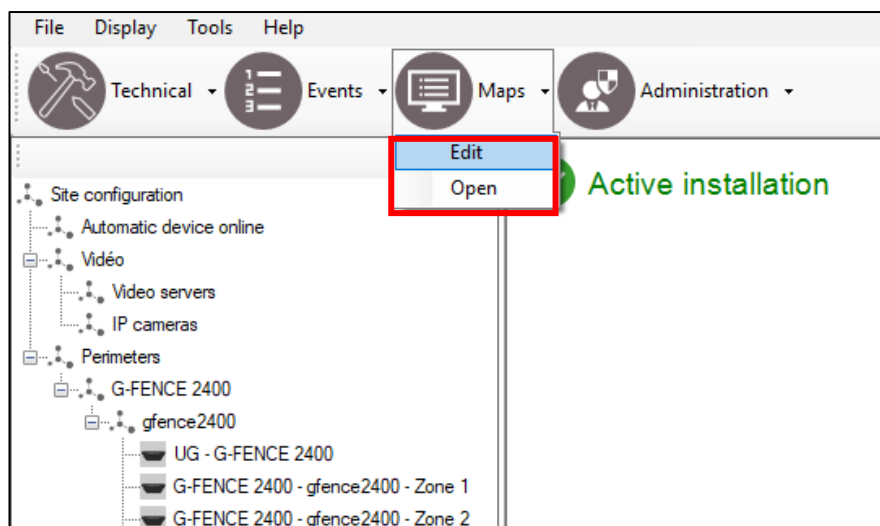 File Display Tools Help
Technical Events Maps Administration
Edit
Open
Active installation
Site configuration
Automatic device online
Vidéo
Video servers
IP cameras
Perimeters
G-FENCE 2400
gfence2400
UG - G-FENCE 2400
G-FENCE 2400 - gfence2400 - Zone 1
G-FENCE 2400 - gfence2400 - Zone 2